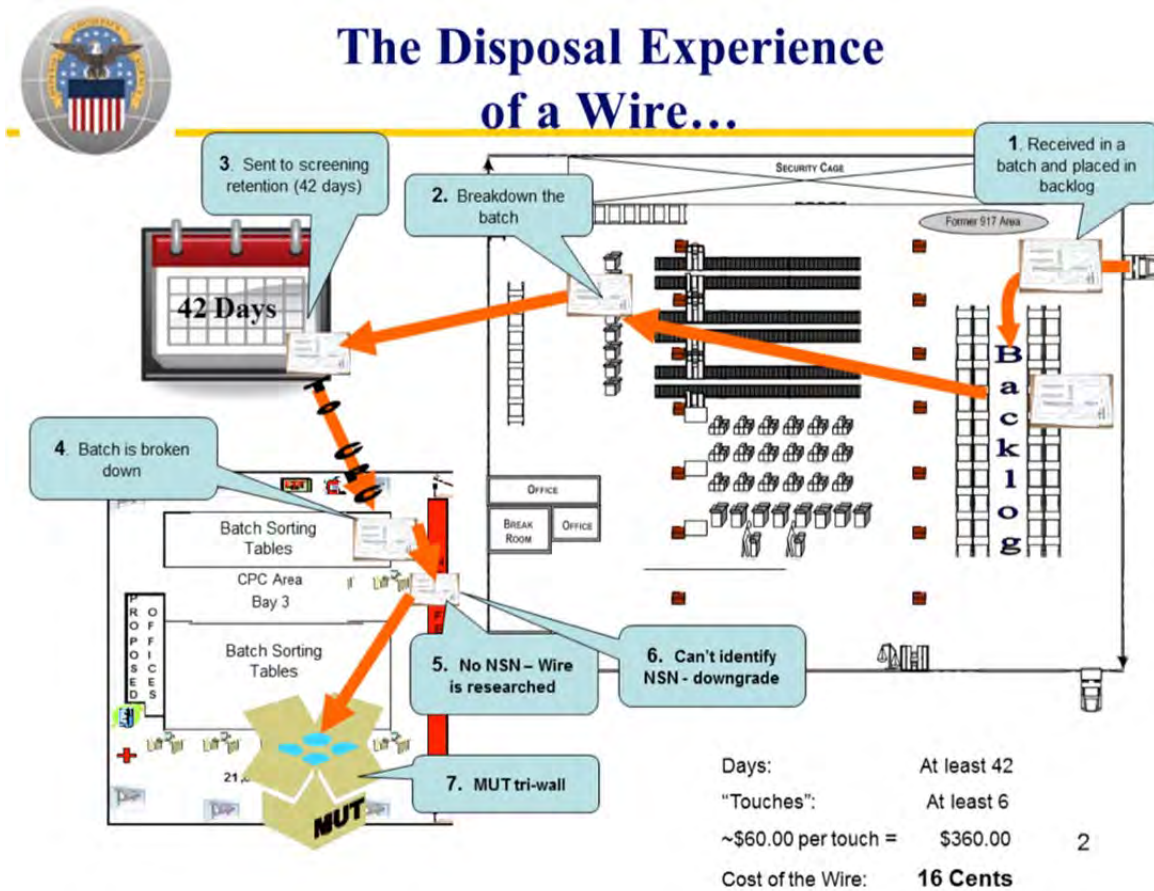 The Disposal Experience
of a Wire…
1. Received in a
batch and placed in
backlog
3. Sent to screening
retention (42 days)
2. Breakdown the
batch
SECURITY CAGE
Former 917 Area
42 Days
Backlog
TO CRC
4. Batch is broken
down
OFFICE
BREAK
ROOM
OFFICE
Batch Sorting
Tables
CPC Area
Bay 3
PROPOSED
OFFICES
Batch Sorting
Tables
5. No NSN – Wire
is researched
6. Can't identify
NSN - downgrade
7. MUT tri-wall
MUT
Days: At least 42
"Touches": At least 6
~$60.00 per touch = $360.00
2
Cost of the Wire: 16 Cents